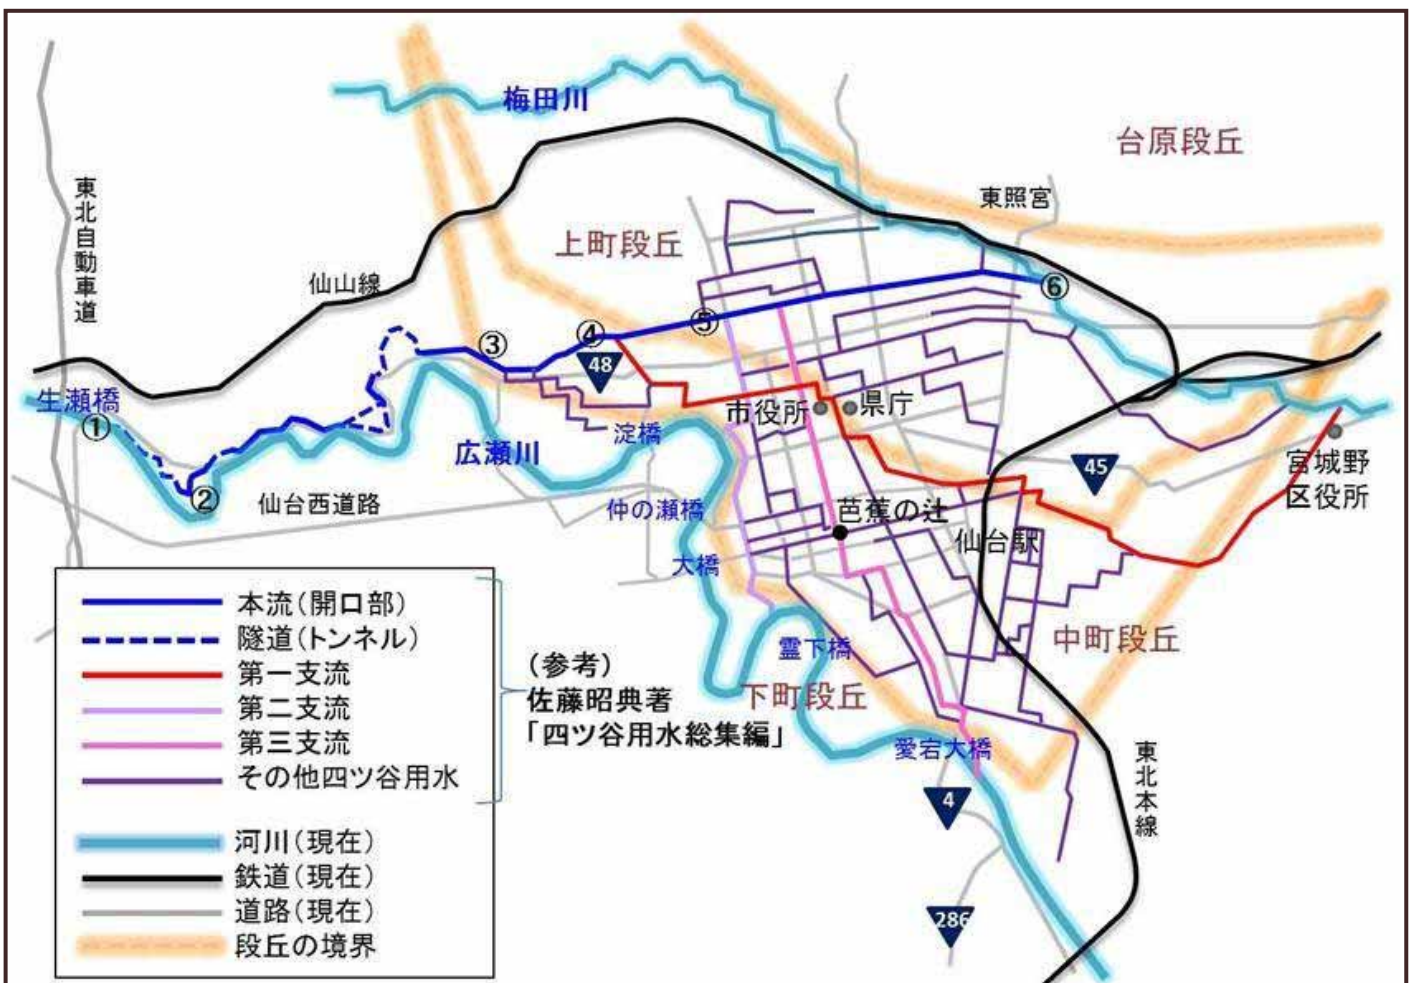 梅田川
台原段丘
東照宮
東北自動車道
上町段丘
仙山線
⑥
⑤
④
③
48
生瀬橋
①
市役所
県庁
淀橋
広瀬川
45
宮城野
区役所
②
仙台西道路
仲の瀬橋
芭蕉の辻
仙台駅
大橋
本流(開口部)
隧道(トンネル)
第一支流
第二支流
第三支流
その他四ツ谷用水
河川(現在)
鉄道(現在)
道路(現在)
段丘の境界
(参考)
佐藤昭典著
「四ツ谷用水総集編」
霊下橋
中町段丘
下町段丘
愛宕大橋
東北本線
4
286